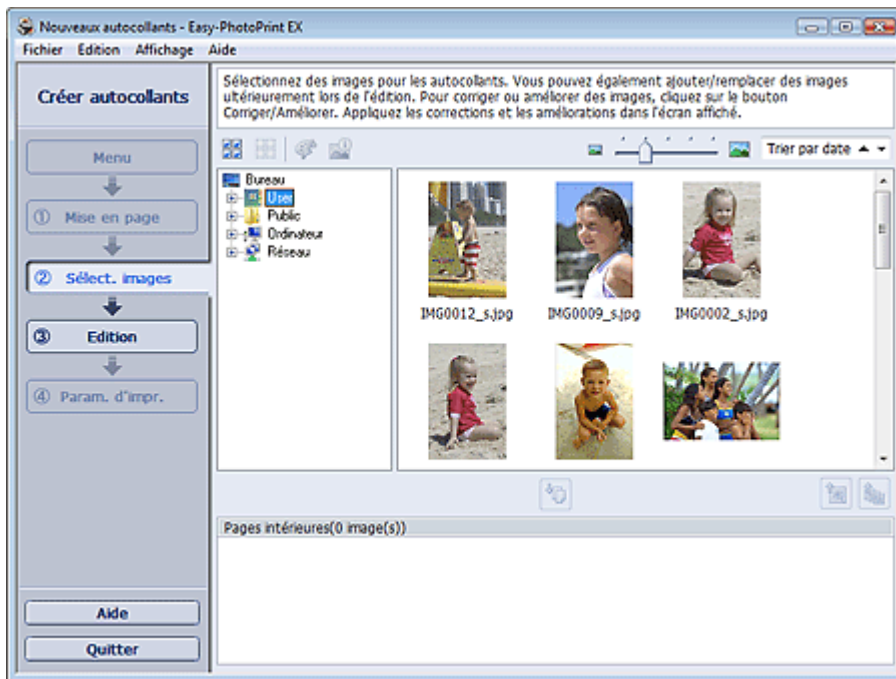 Nouveaux autocollants - Easy-PhotoPrint EX
Fichier Edition Affichage Aide
Créer autocollants
Menu
① Mise en page
② Sélect. images
③ Edition
④ Param. d'impr.
Aide
Quitter
Sélectionnez des images pour les autocollants. Vous pouvez également ajouter/remplacer des images
ultérieurement lors de l'édition. Pour corriger ou améliorer des images, cliquez sur le bouton
Corriger/Améliorer. Appliquez les corrections et les améliorations dans l'écran affiché.
Trier par date
Bureau
User
Public
Ordinateur
Réseau
IMG0012_s.jpg IMG0009_s.jpg IMG0002_s.jpg
Pages intérieures(0 image(s))